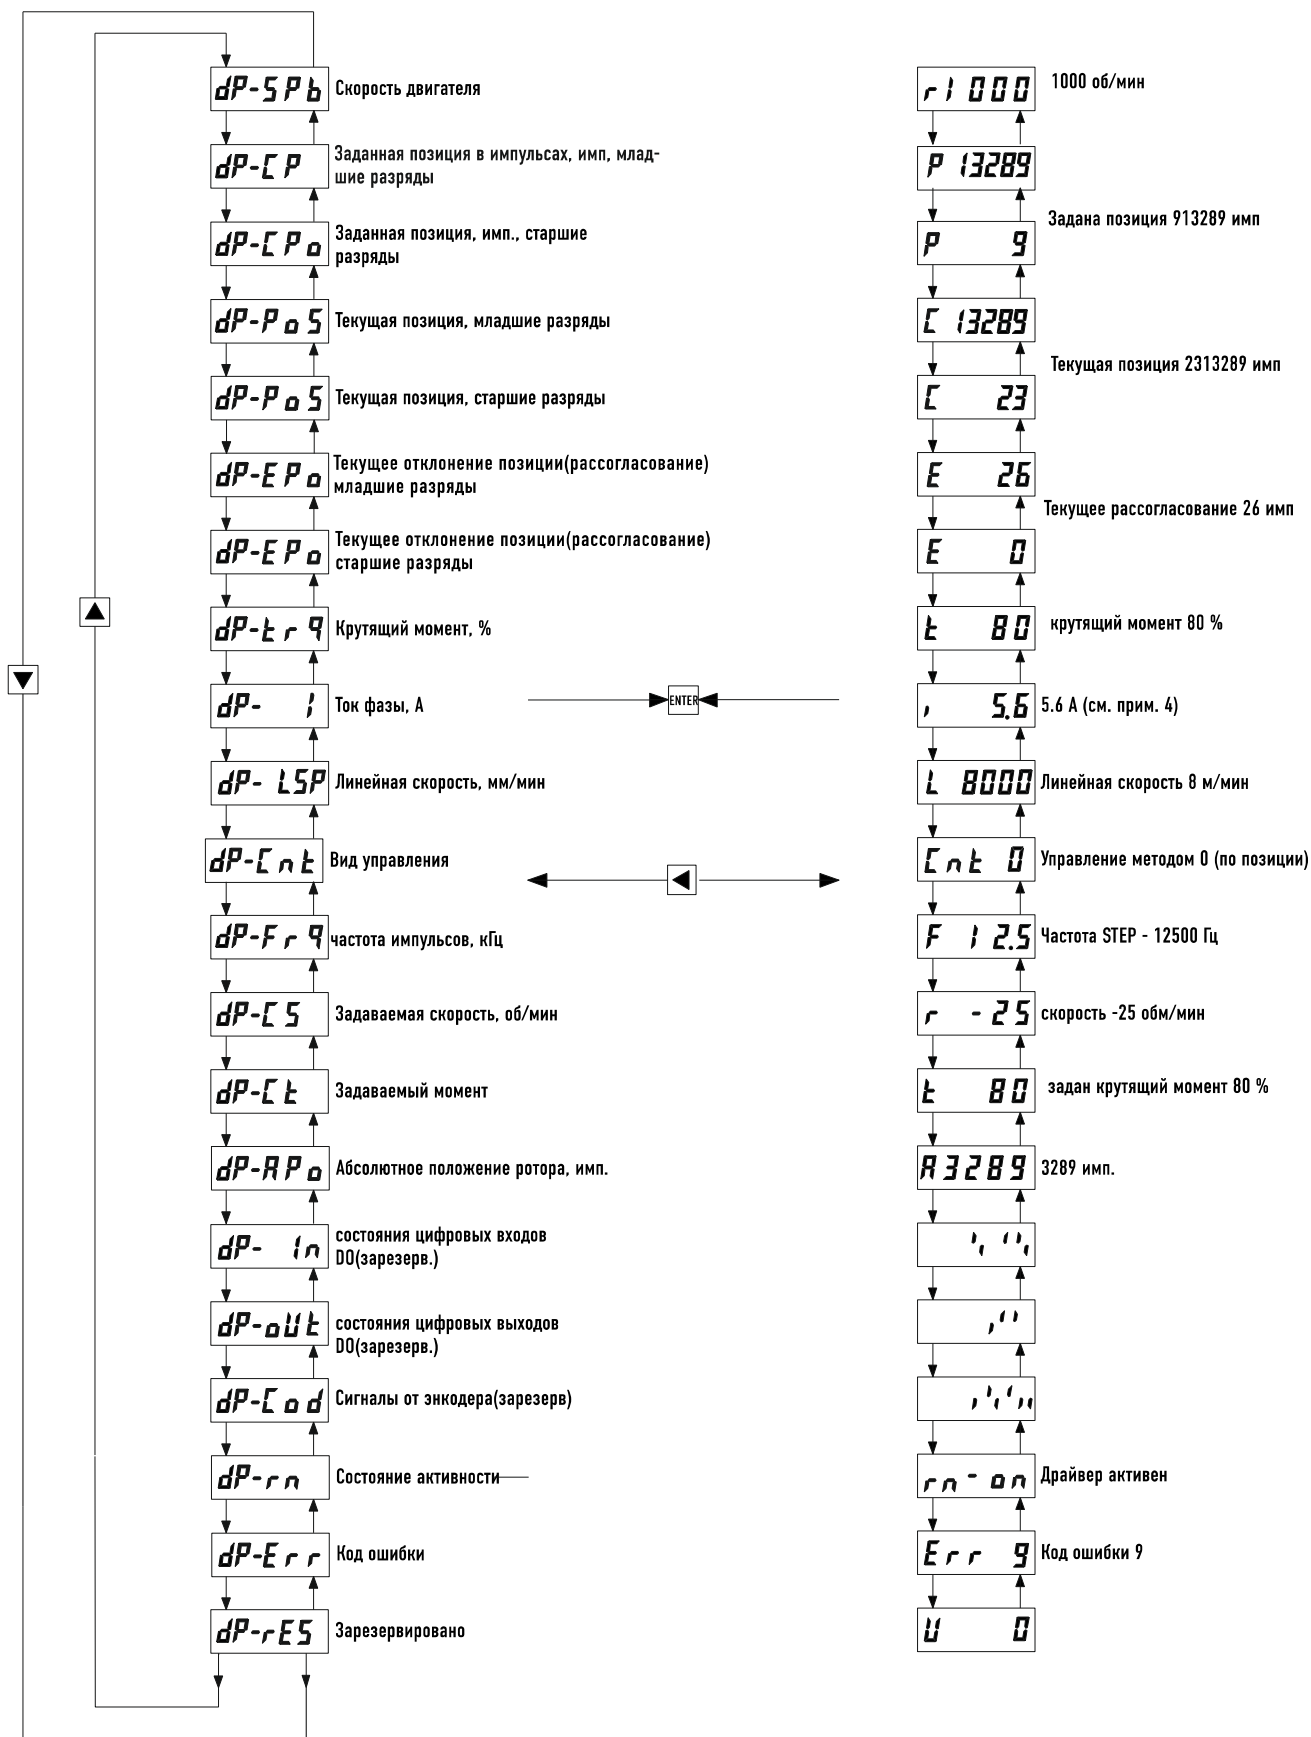 dP-SPb Скорость двигателя
dP-CP Заданная позиция в импульсах, имп, млад-
шие разряды
dP-CPo Заданная позиция, имп., старшие
разряды
dP-PoS Текущая позиция, младшие разряды
dP-PoS Текущая позиция, старшие разряды
dP-EPo Текущее отклонение позиции(рассогласование)
младшие разряды
dP-EPo Текущее отклонение позиции(рассогласование)
старшие разряды
dP-trq Крутящий момент, %
dP- I Ток фазы, А
dP- LSP Линейная скорость, мм/мин
dP-Cnt Вид управления
dP-Frq частота импульсов, кГц
dP-CS Задаваемая скорость, об/мин
dP-Ct Задаваемый момент
dP-APo Абсолютное положение ротора, имп.
dP- In состояния цифровых входов
DO(зарезерв.)
dP-oUt состояния цифровых выходов
DO(зарезерв.)
dP-Cod Сигналы от энкодера(зарезерв)
dP-rn Состояние активности
dP-Err Код ошибки
dP-rES Зарезервировано
ENTER
r1000 1000 об/мин
P 13289
Задана позиция 913289 имп
P 9
C 13289
Текущая позиция 2313289 имп
C 23
E 26
Текущее рассогласование 26 имп
E 0
t 80 крутящий момент 80 %
5.6 5.6 А (см. прим. 4)
L 8000 Линейная скорость 8 м/мин
Cnt 0 Управление методом 0 (по позиции)
F 12.5 Частота STEP - 12500 Гц
r -25 скорость -25 обм/мин
t 80 задан крутящий момент 80 %
A3289 3289 имп.
rn-on Драйвер активен
Err 9 Код ошибки 9
U 0